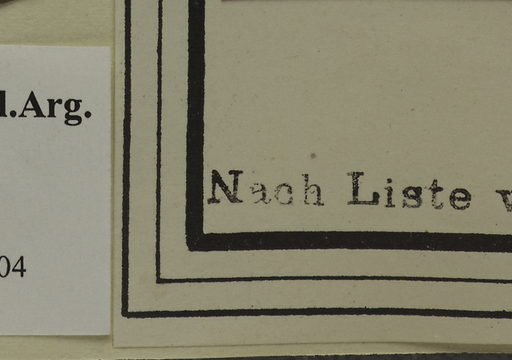 l.Arg.
04
Nach Liste v